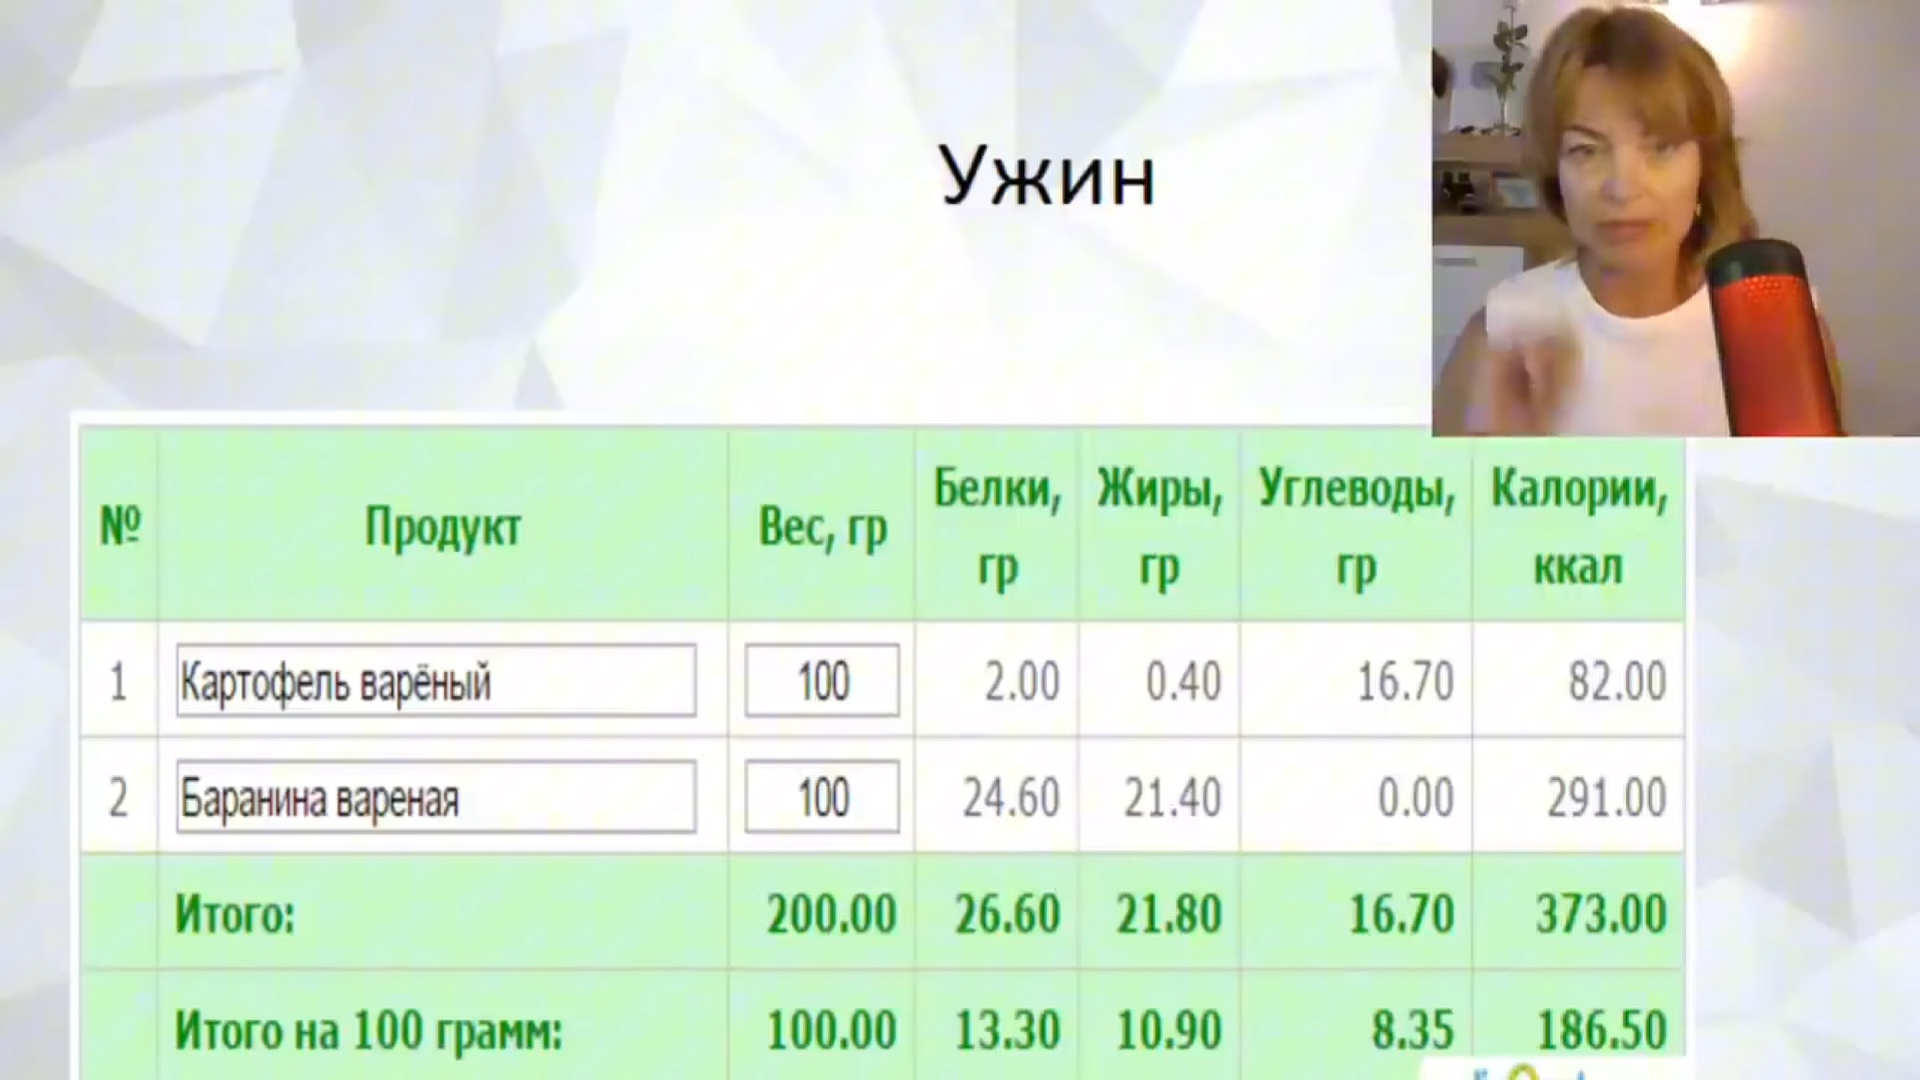 Ужин
№ Продукт Вес, гр Белки, гр Жиры, гр Углеводы, гр Калории, ккал
1 Картофель варёный 100 2.00 0.40 16.70 82.00
2 Баранина вареная 100 24.60 21.40 0.00 291.00
Итого: 200.00 26.60 21.80 16.70 373.00
Итого на 100 грамм: 100.00 13.30 10.90 8.35 186.50